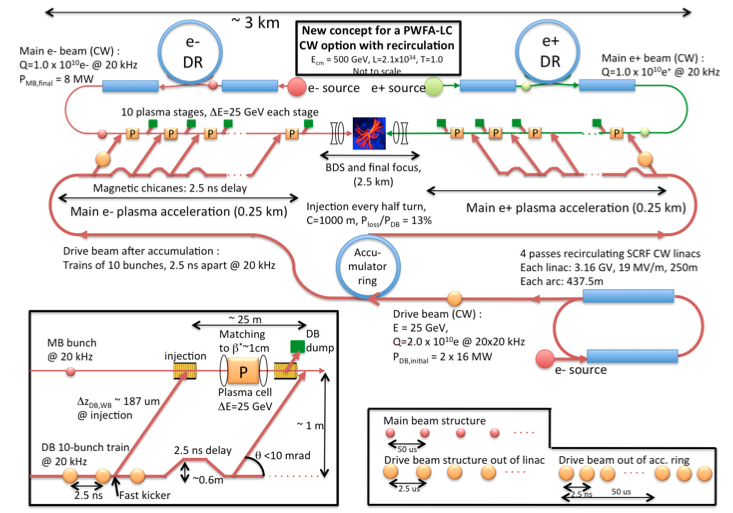 ~ 3 km
New concept for a PWFA-LC
CW option with recirculation
E_cm = 500 GeV, L=2.1x10^34, T=1.0
Not to scale
Main e- beam (CW) :
Q=1.0 x 10^10e- @ 20 kHz
P_MB,final = 8 MW
e-
DR
e+
DR
Main e+ beam (CW) :
Q=1.0 x 10^10e+ @ 20 kHz
e- source
e+ source
10 plasma stages, ΔE=25 GeV each stage
P
P
P
P
P
P
P
P
BDS and final focus,
(2.5 km)
Magnetic chicanes: 2.5 ns delay
Main e- plasma acceleration (0.25 km)
Injection every half turn,
C=1000 m, P_loss/P_DB = 13%
Main e+ plasma acceleration (0.25 km)
Drive beam after accumulation :
Trains of 10 bunches, 2.5 ns apart @ 20 kHz
Accu-
mulator
ring
4 passes recirculating SCRF CW linacs
Each linac: 3.16 GV, 19 MV/m, 250m
Each arc: 437.5m
Drive beam (CW) :
E = 25 GeV,
Q=2.0 x 10^10e @ 20x20 kHz
P_DB,initial = 2 x 16 MW
e- source
~ 25 m
MB bunch
@ 20 kHz
injection
Matching
to β*~1cm
DB
dump
P
Plasma cell
ΔE=25 GeV
Δz_DB,WB ~ 187 um
@ injection
~ 1 m
DB 10-bunch train
@ 20 kHz
2.5 ns delay
θ <10 mrad
~0.6m
2.5 ns
Fast kicker
Main beam structure
50 us
Drive beam structure out of linac
2.5 us
Drive beam out of acc. ring
2.5 ns
50 us